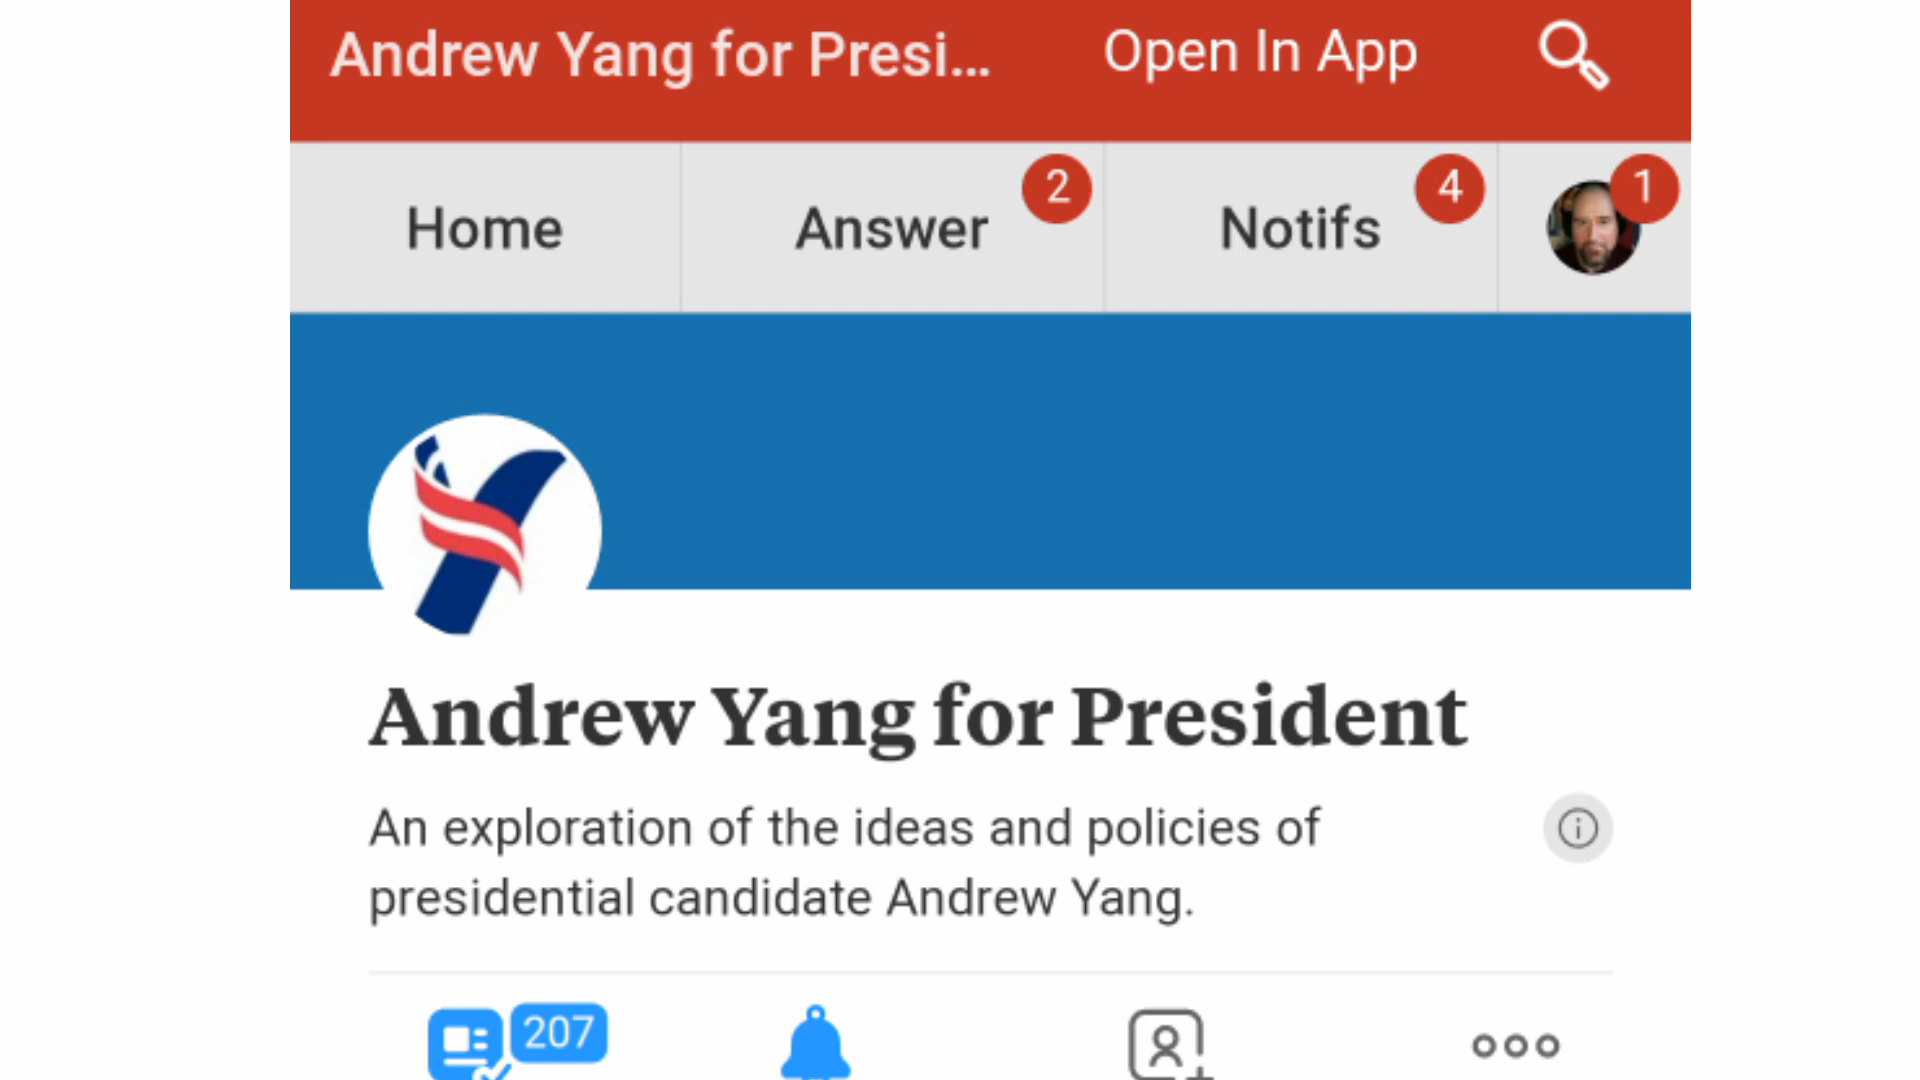 Andrew Yang for Presi... Open In App
Home Answer 2 Notifs 4 1
Andrew Yang for President
An exploration of the ideas and policies of
presidential candidate Andrew Yang.
207